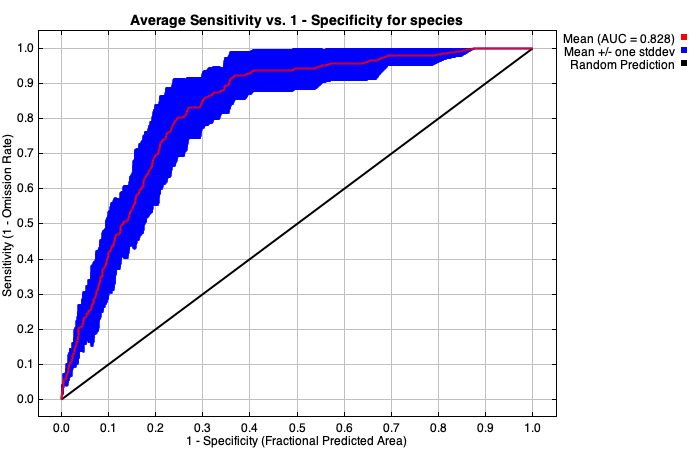 Average Sensitivity vs. 1 - Specificity for species
Mean (AUC = 0.828)
Mean +/- one stddev
Random Prediction
Sensitivity (1 - Omission Rate)
1.0
0.9
0.8
0.7
0.6
0.5
0.4
0.3
0.2
0.1
0.0
0.0 0.1 0.2 0.3 0.4 0.5 0.6 0.7 0.8 0.9 1.0
1 - Specificity (Fractional Predicted Area)